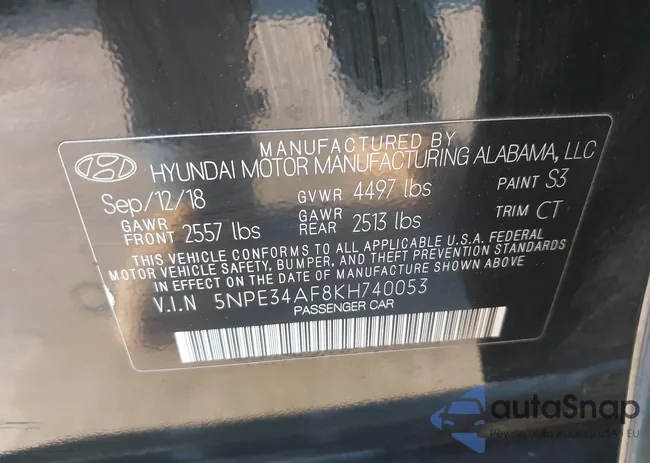 MANUFACTURED BY
HYUNDAI MOTOR MANUFACTURING ALABAMA, LLC
Sep/12/18 GVWR 4497 lbs PAINT S3
GAWR FRONT 2557 lbs GAWR REAR 2513 lbs TRIM CT
THIS VEHICLE CONFORMS TO ALL APPLICABLE U.S.A. FEDERAL
MOTOR VEHICLE SAFETY, BUMPER, AND THEFT PREVENTION STANDARDS
IN EFFECT ON THE DATE OF MANUFACTURE SHOWN ABOVE.
V.I.N 5NPE34AF8KH740053
PASSENGER CAR
autoSnap
EU